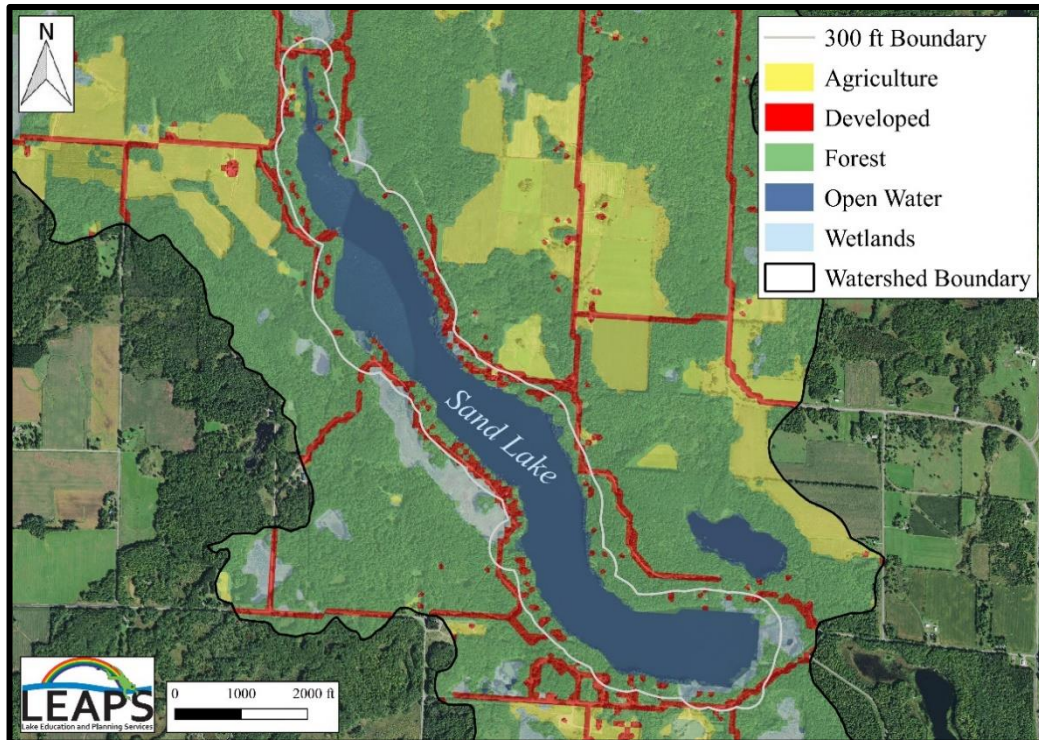 N
300 ft Boundary
Agriculture
Developed
Forest
Open Water
Wetlands
Watershed Boundary
Sand Lake
LEAPS
Lake Education and Planning Services
0 1000 2000 ft